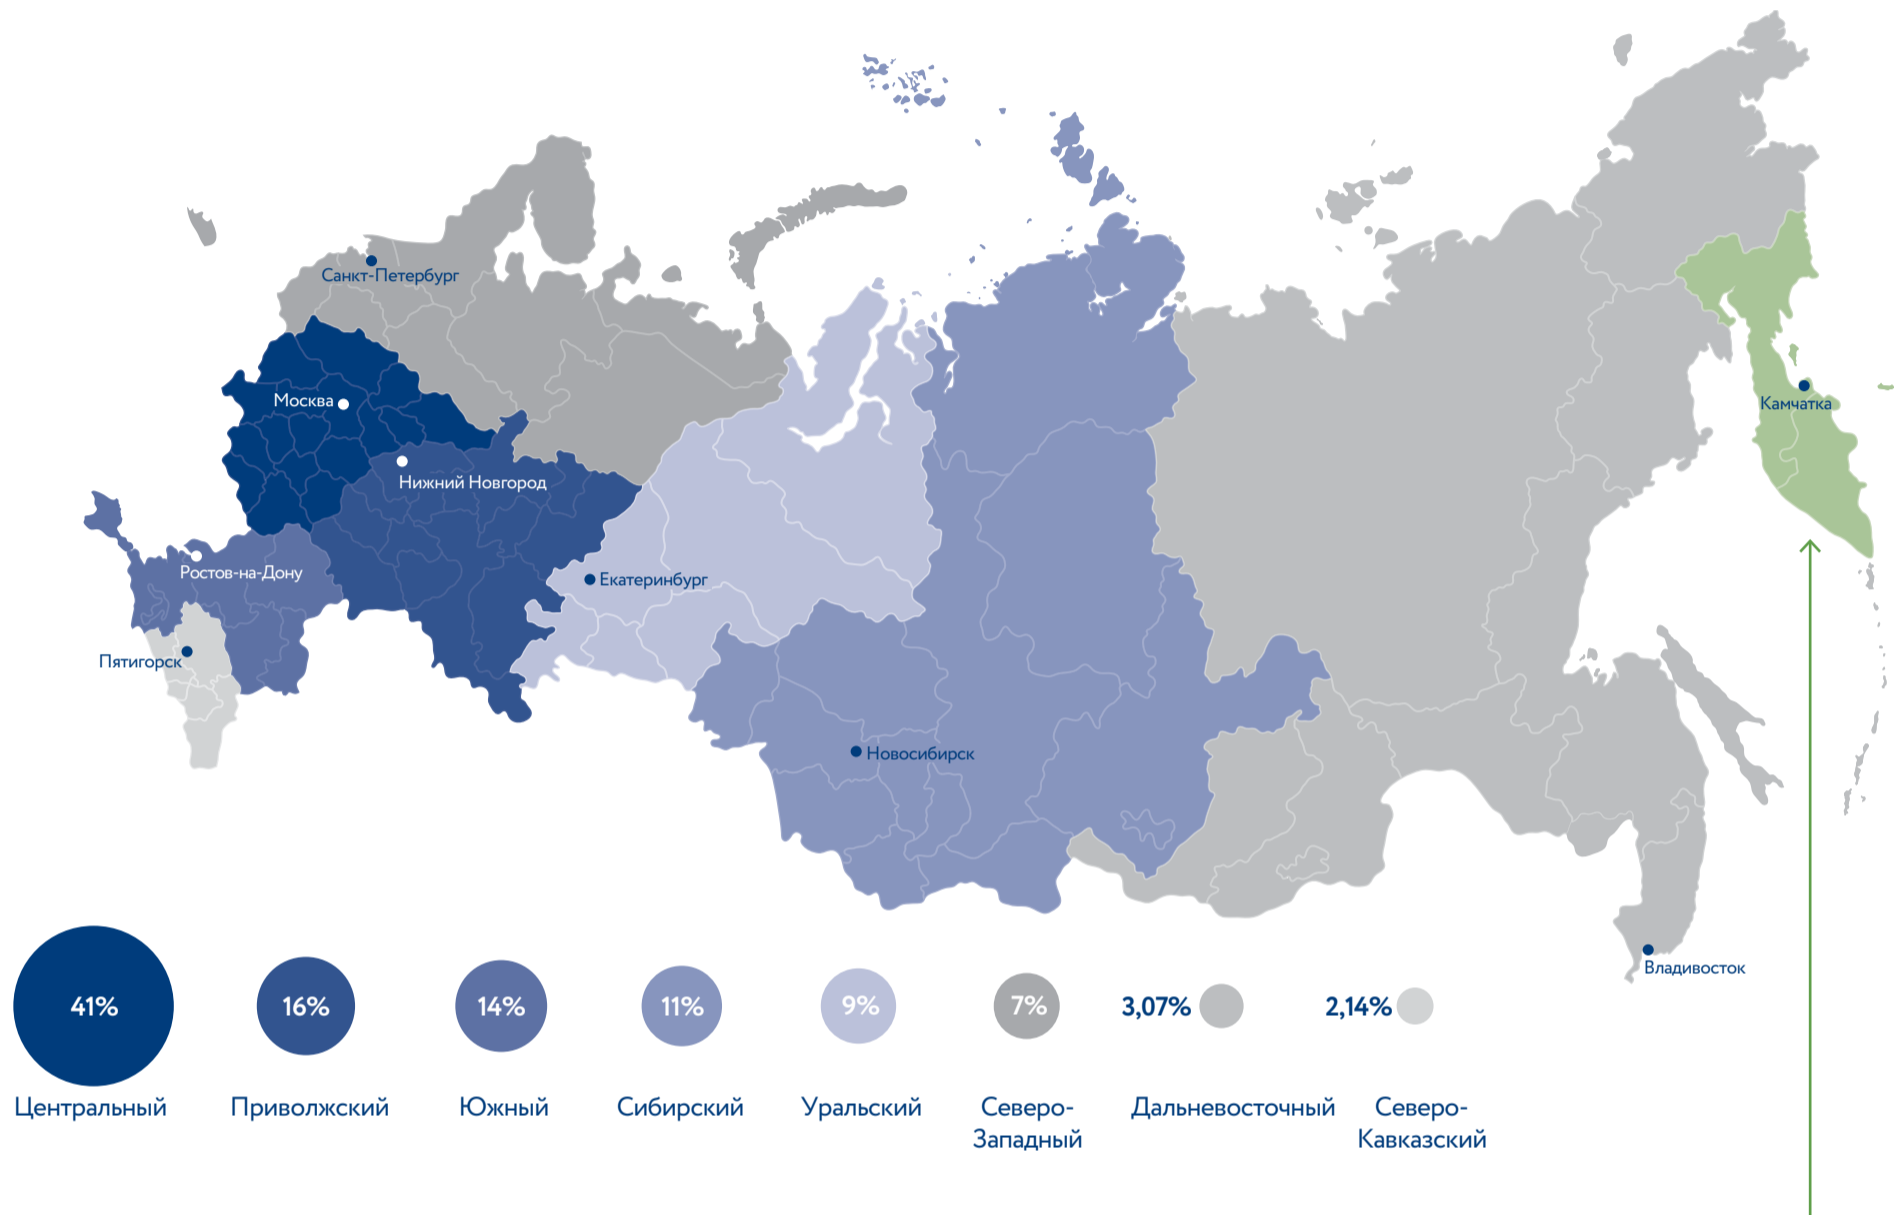 Санкт-Петербург
Москва
Камчатка
Нижний Новгород
Ростов-на-Дону
Екатеринбург
Пятигорск
Новосибирск
Владивосток
41%
16%
14%
11%
9%
7%
3,07%
2,14%
Центральный
Приволжский
Южный
Сибирский
Уральский
Северо-
Западный
Дальневосточный
Северо-
Кавказский